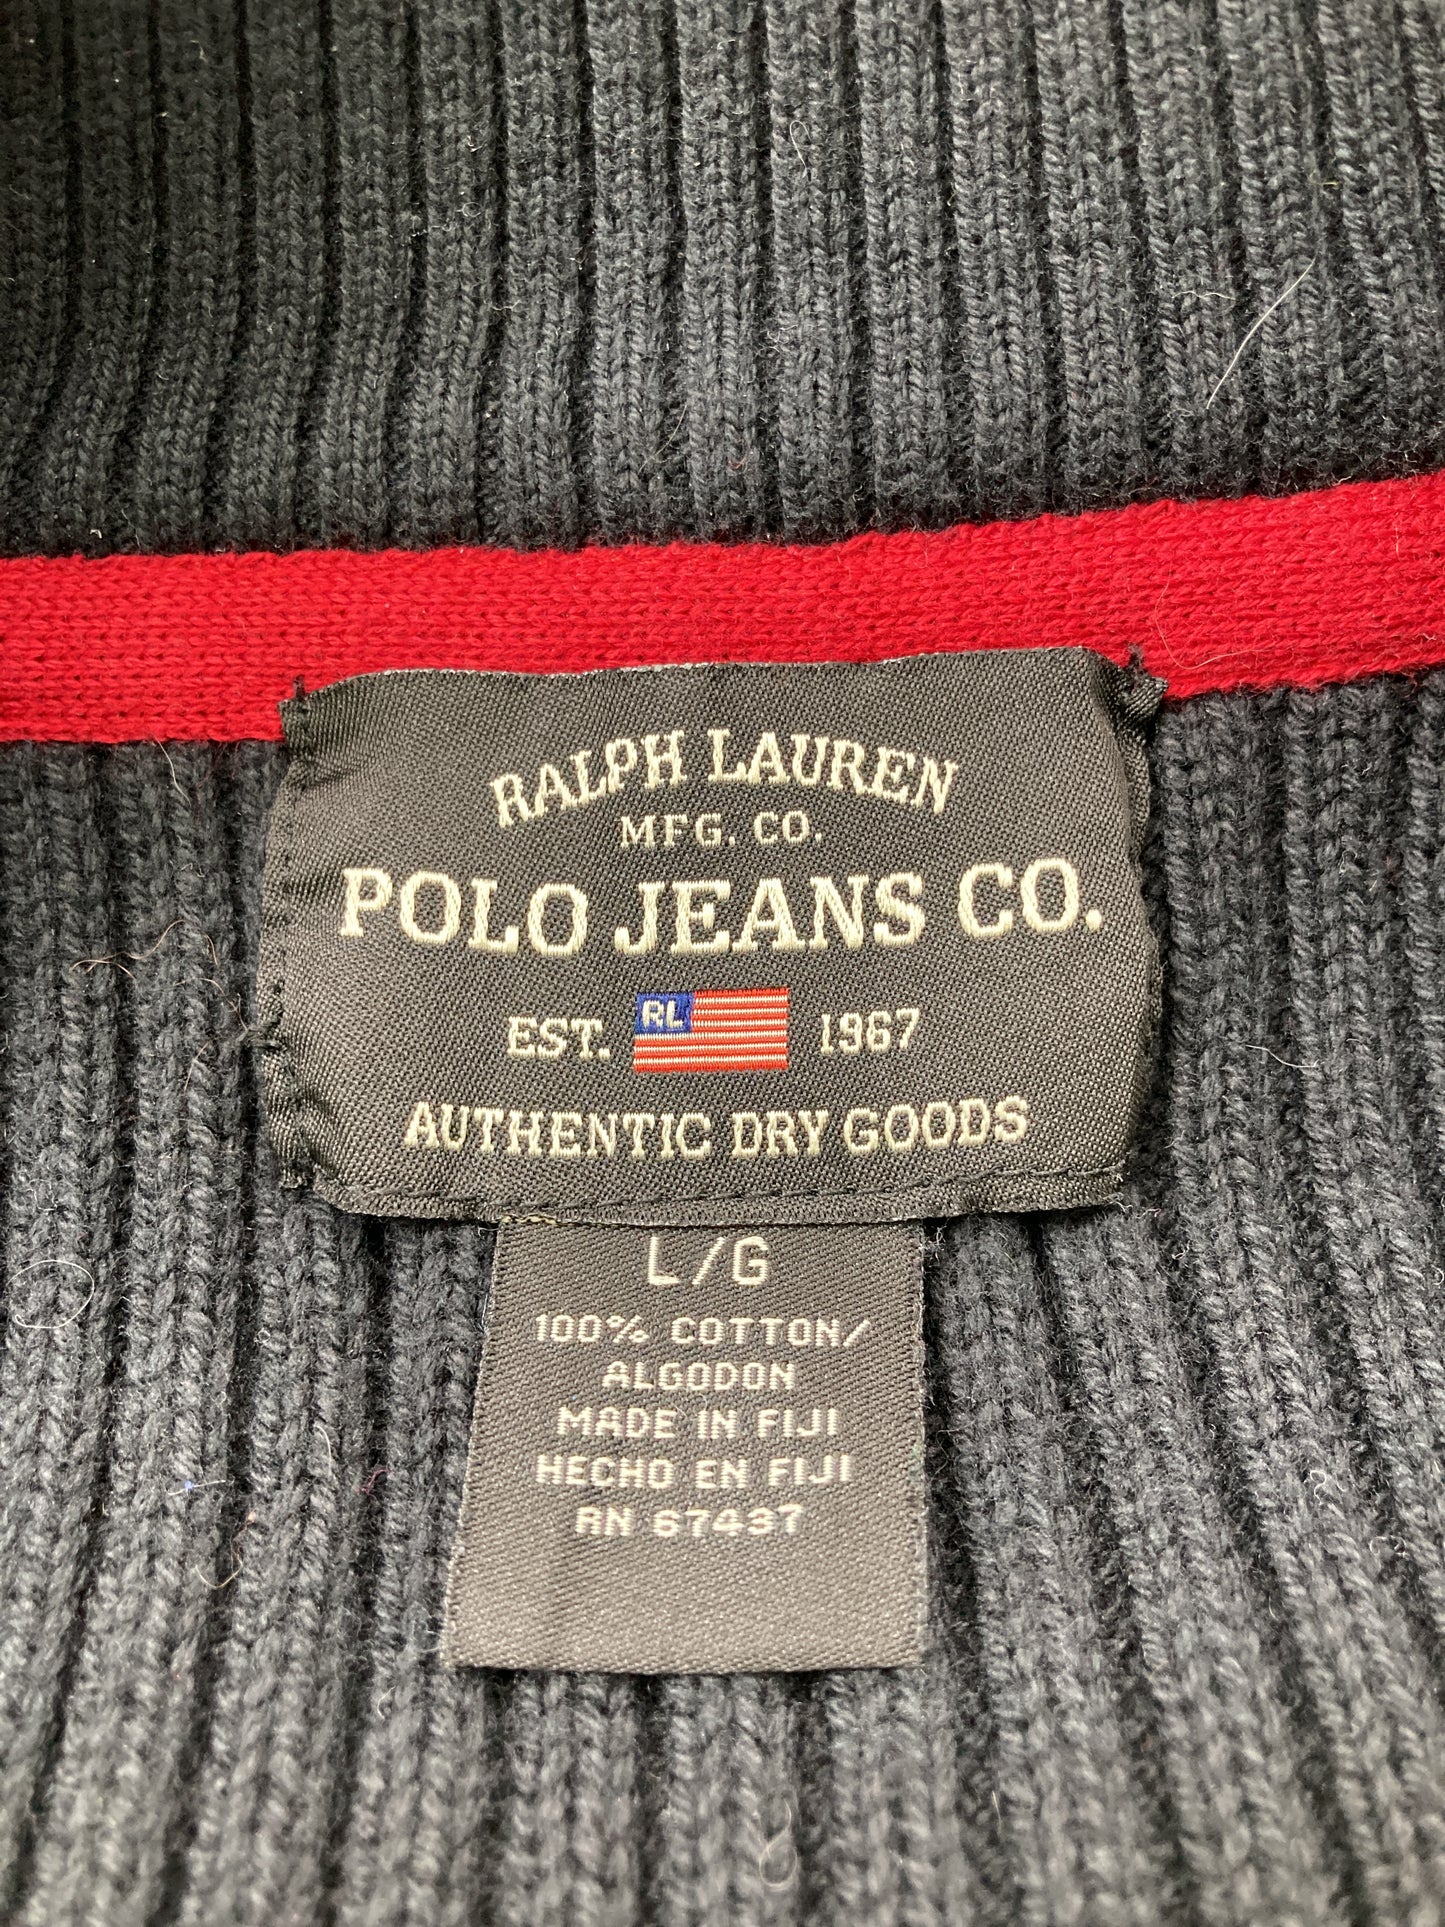 RALPH LAUREN
MFG. CO.
POLO JEANS CO.
EST. RL 1967
AUTHENTIC DRY GOODS
L/G
100% COTTON/
ALGODON
MADE IN FIJI
HECHO EN FIJI
RN 67437